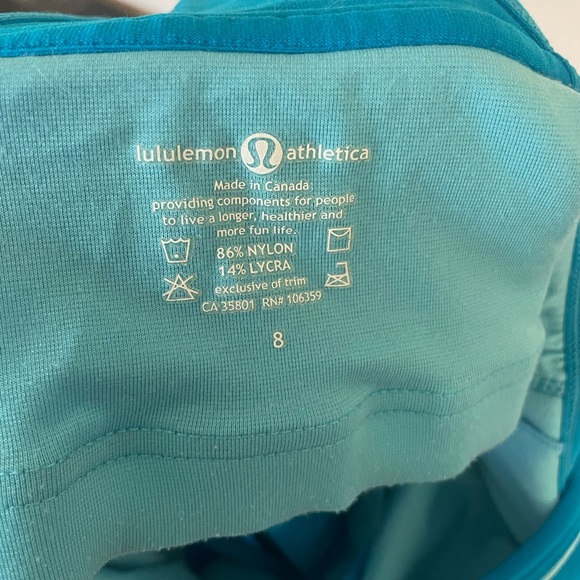 lululemon athletica
Made in Canada
providing components for people
to live a longer, healthier and
more fun life.
86% NYLON
14% LYCRA
exclusive of trim
CA 35801 RN# 106359
8